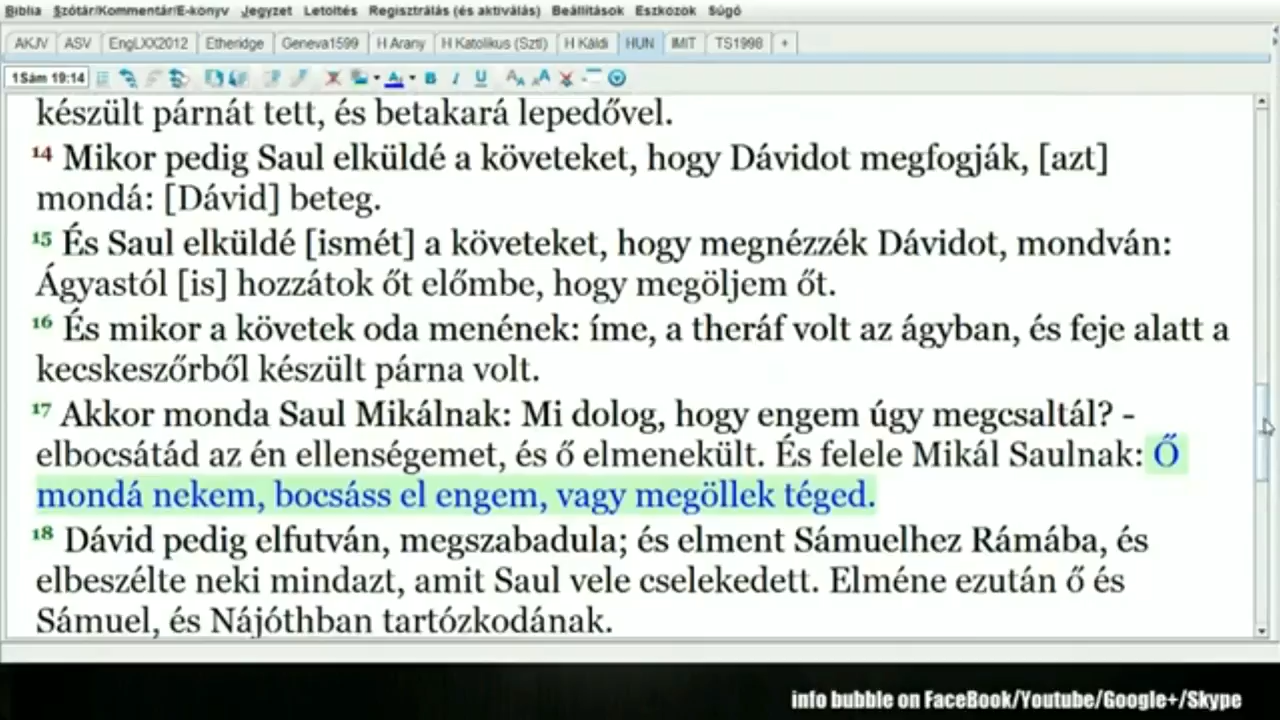 Biblia Szótár/Kommentár/E-könyv Jegyzet Letöltés Regisztrálás (és aktiválás) Beállítások Eszközök Súgó
AKJV ASV EngLXX2012 Etheridge Geneva1599 H Arany H Katolikus (SztI) H Káldi HUN IMIT TS1998 +
1Sám 19:14
készült párnát tett, és betakará lepedővel.
14 Mikor pedig Saul elküldé a követeket, hogy Dávidot megfogják, [azt]
mondá: [Dávid] beteg.
15 És Saul elküldé [ismét] a követeket, hogy megnézzék Dávidot, mondván:
Ágyastól [is] hozzátok őt előmbe, hogy megöljem őt.
16 És mikor a követek oda menének: íme, a theráf volt az ágyban, és feje alatt a
kecskeszőrből készült párna volt.
17 Akkor monda Saul Mikálnak: Mi dolog, hogy engem úgy megcsaltál? -
elbocsátád az én ellenségemet, és ő elmenekült. És felele Mikál Saulnak: Ő
mondá nekem, bocsáss el engem, vagy megöllek téged.
18 Dávid pedig elfutván, megszabadula; és elment Sámuelhez Rámába, és
elbeszélte neki mindazt, amit Saul vele cselekedett. Elméne ezután ő és
Sámuel, és Nájóthban tartózkodának.
info bubble on FaceBook/Youtube/Google+/Skype